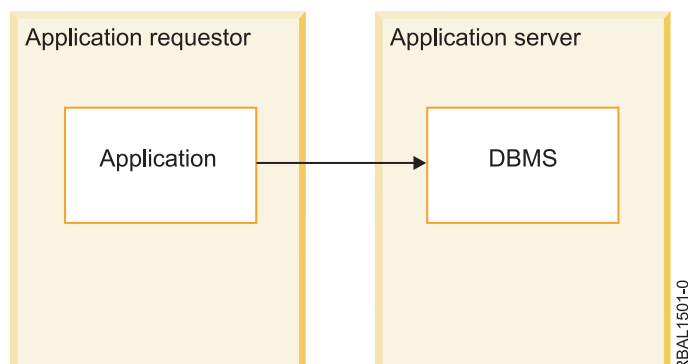 Application requestor
Application server
Application
DBMS
RBAL1501-0